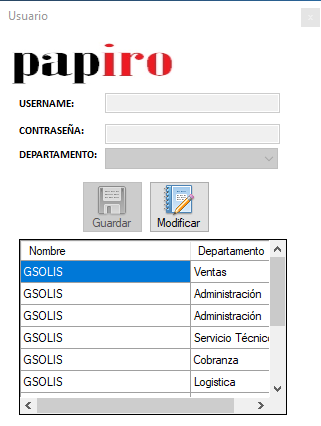 Usuario
papiro
USERNAME:
CONTRASEÑA:
DEPARTAMENTO:
Guardar Modificar
Nombre Departamento
GSOLIS Ventas
GSOLIS Administración
GSOLIS Administración
GSOLIS Servicio Técnico
GSOLIS Cobranza
GSOLIS Logistica